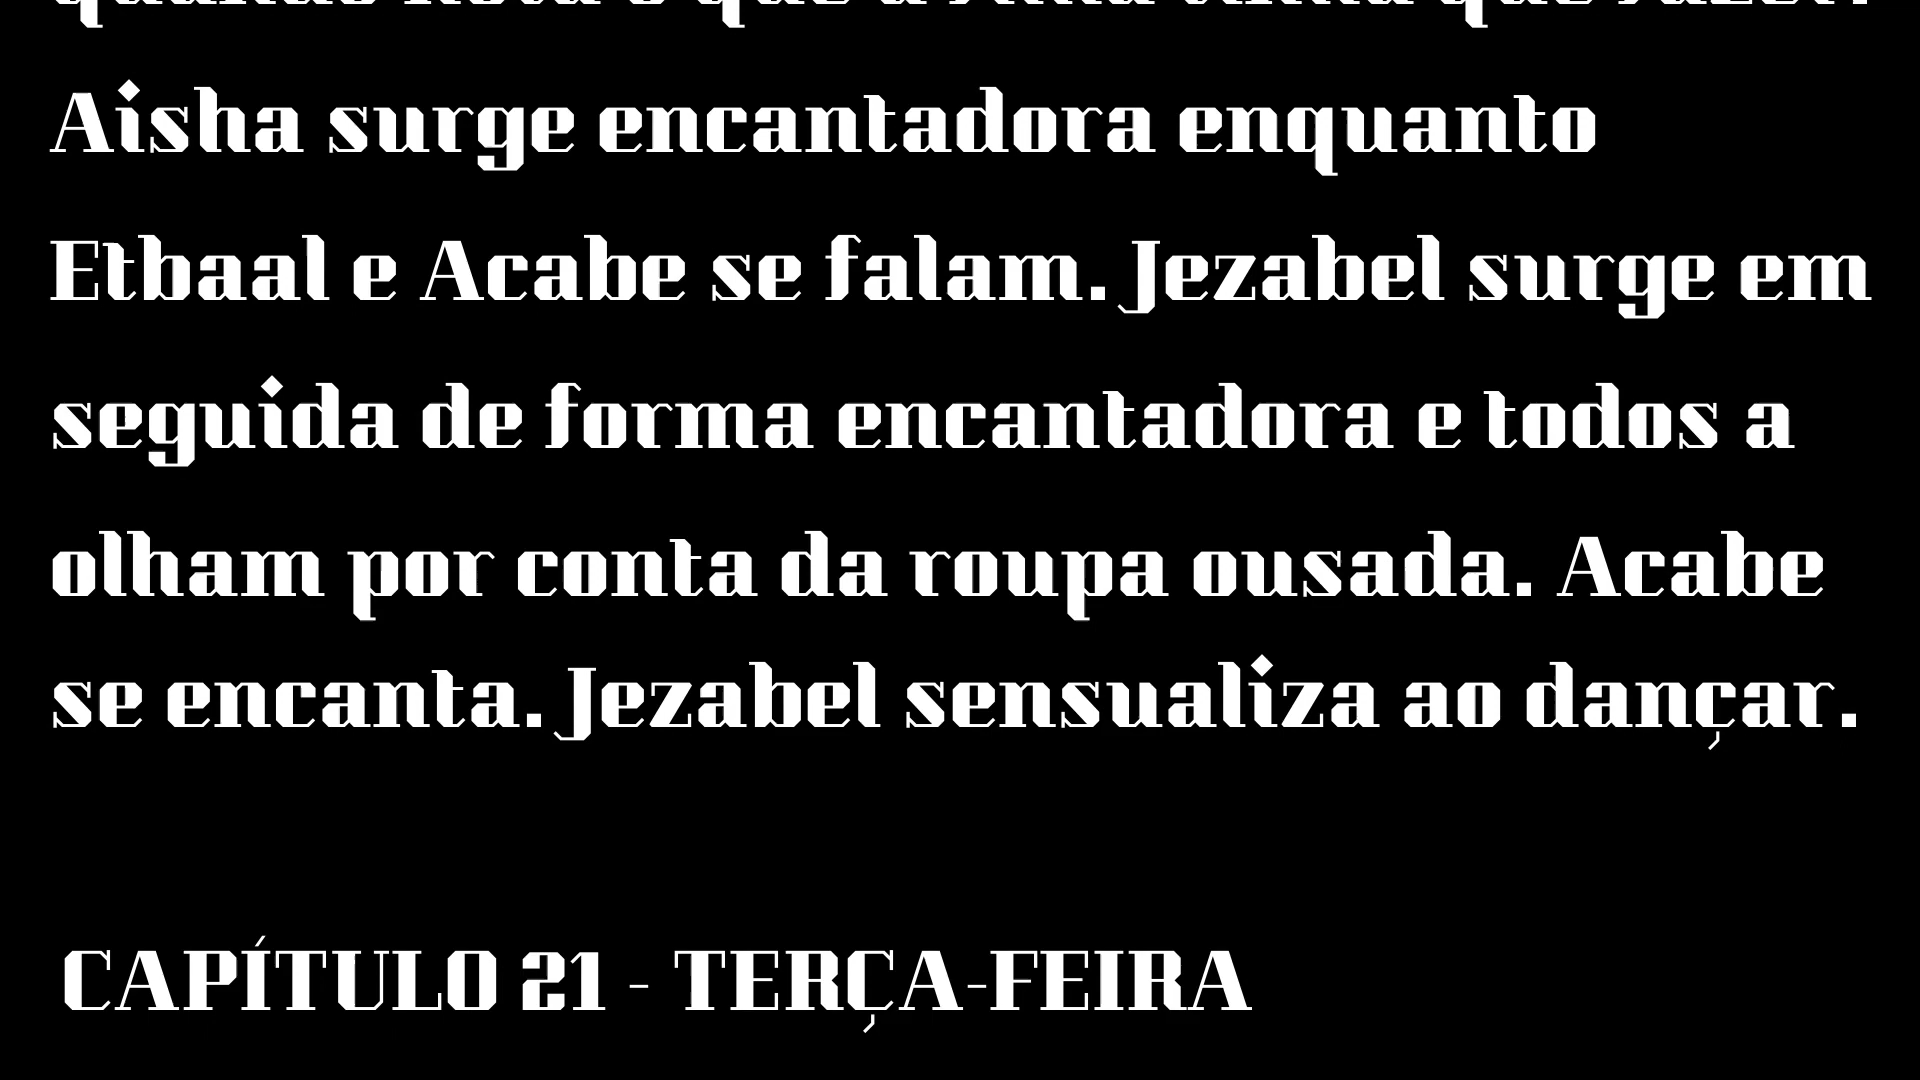 Aisha surge encantadora enquanto
Etbaal e Acabe se falam. Jezabel surge em
seguida de forma encantadora e todos a
olham por conta da roupa ousada. Acabe
se encanta. Jezabel sensualiza ao dançar.
CAPÍTULO 21 - TERÇA-FEIRA